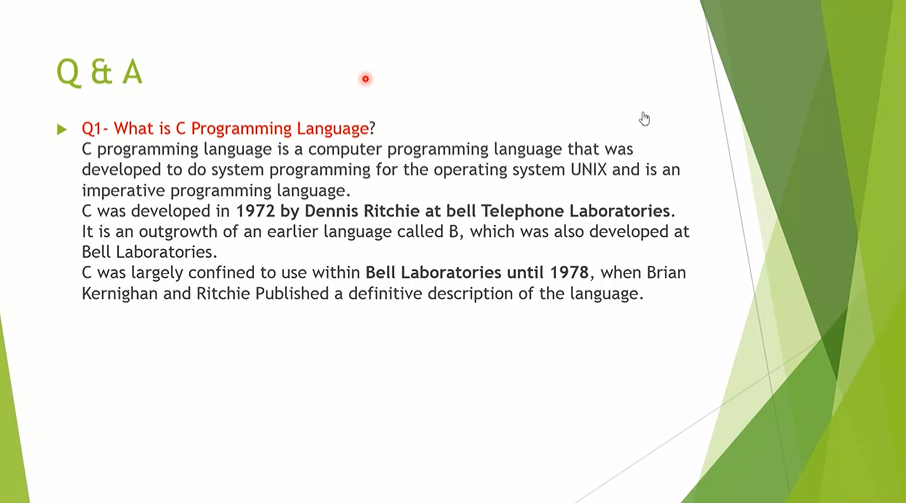 Q & A
Q1- What is C Programming Language?
C programming language is a computer programming language that was
developed to do system programming for the operating system UNIX and is an
imperative programming language.
C was developed in 1972 by Dennis Ritchie at bell Telephone Laboratories.
It is an outgrowth of an earlier language called B, which was also developed at
Bell Laboratories.
C was largely confined to use within Bell Laboratories until 1978, when Brian
Kernighan and Ritchie Published a definitive description of the language.